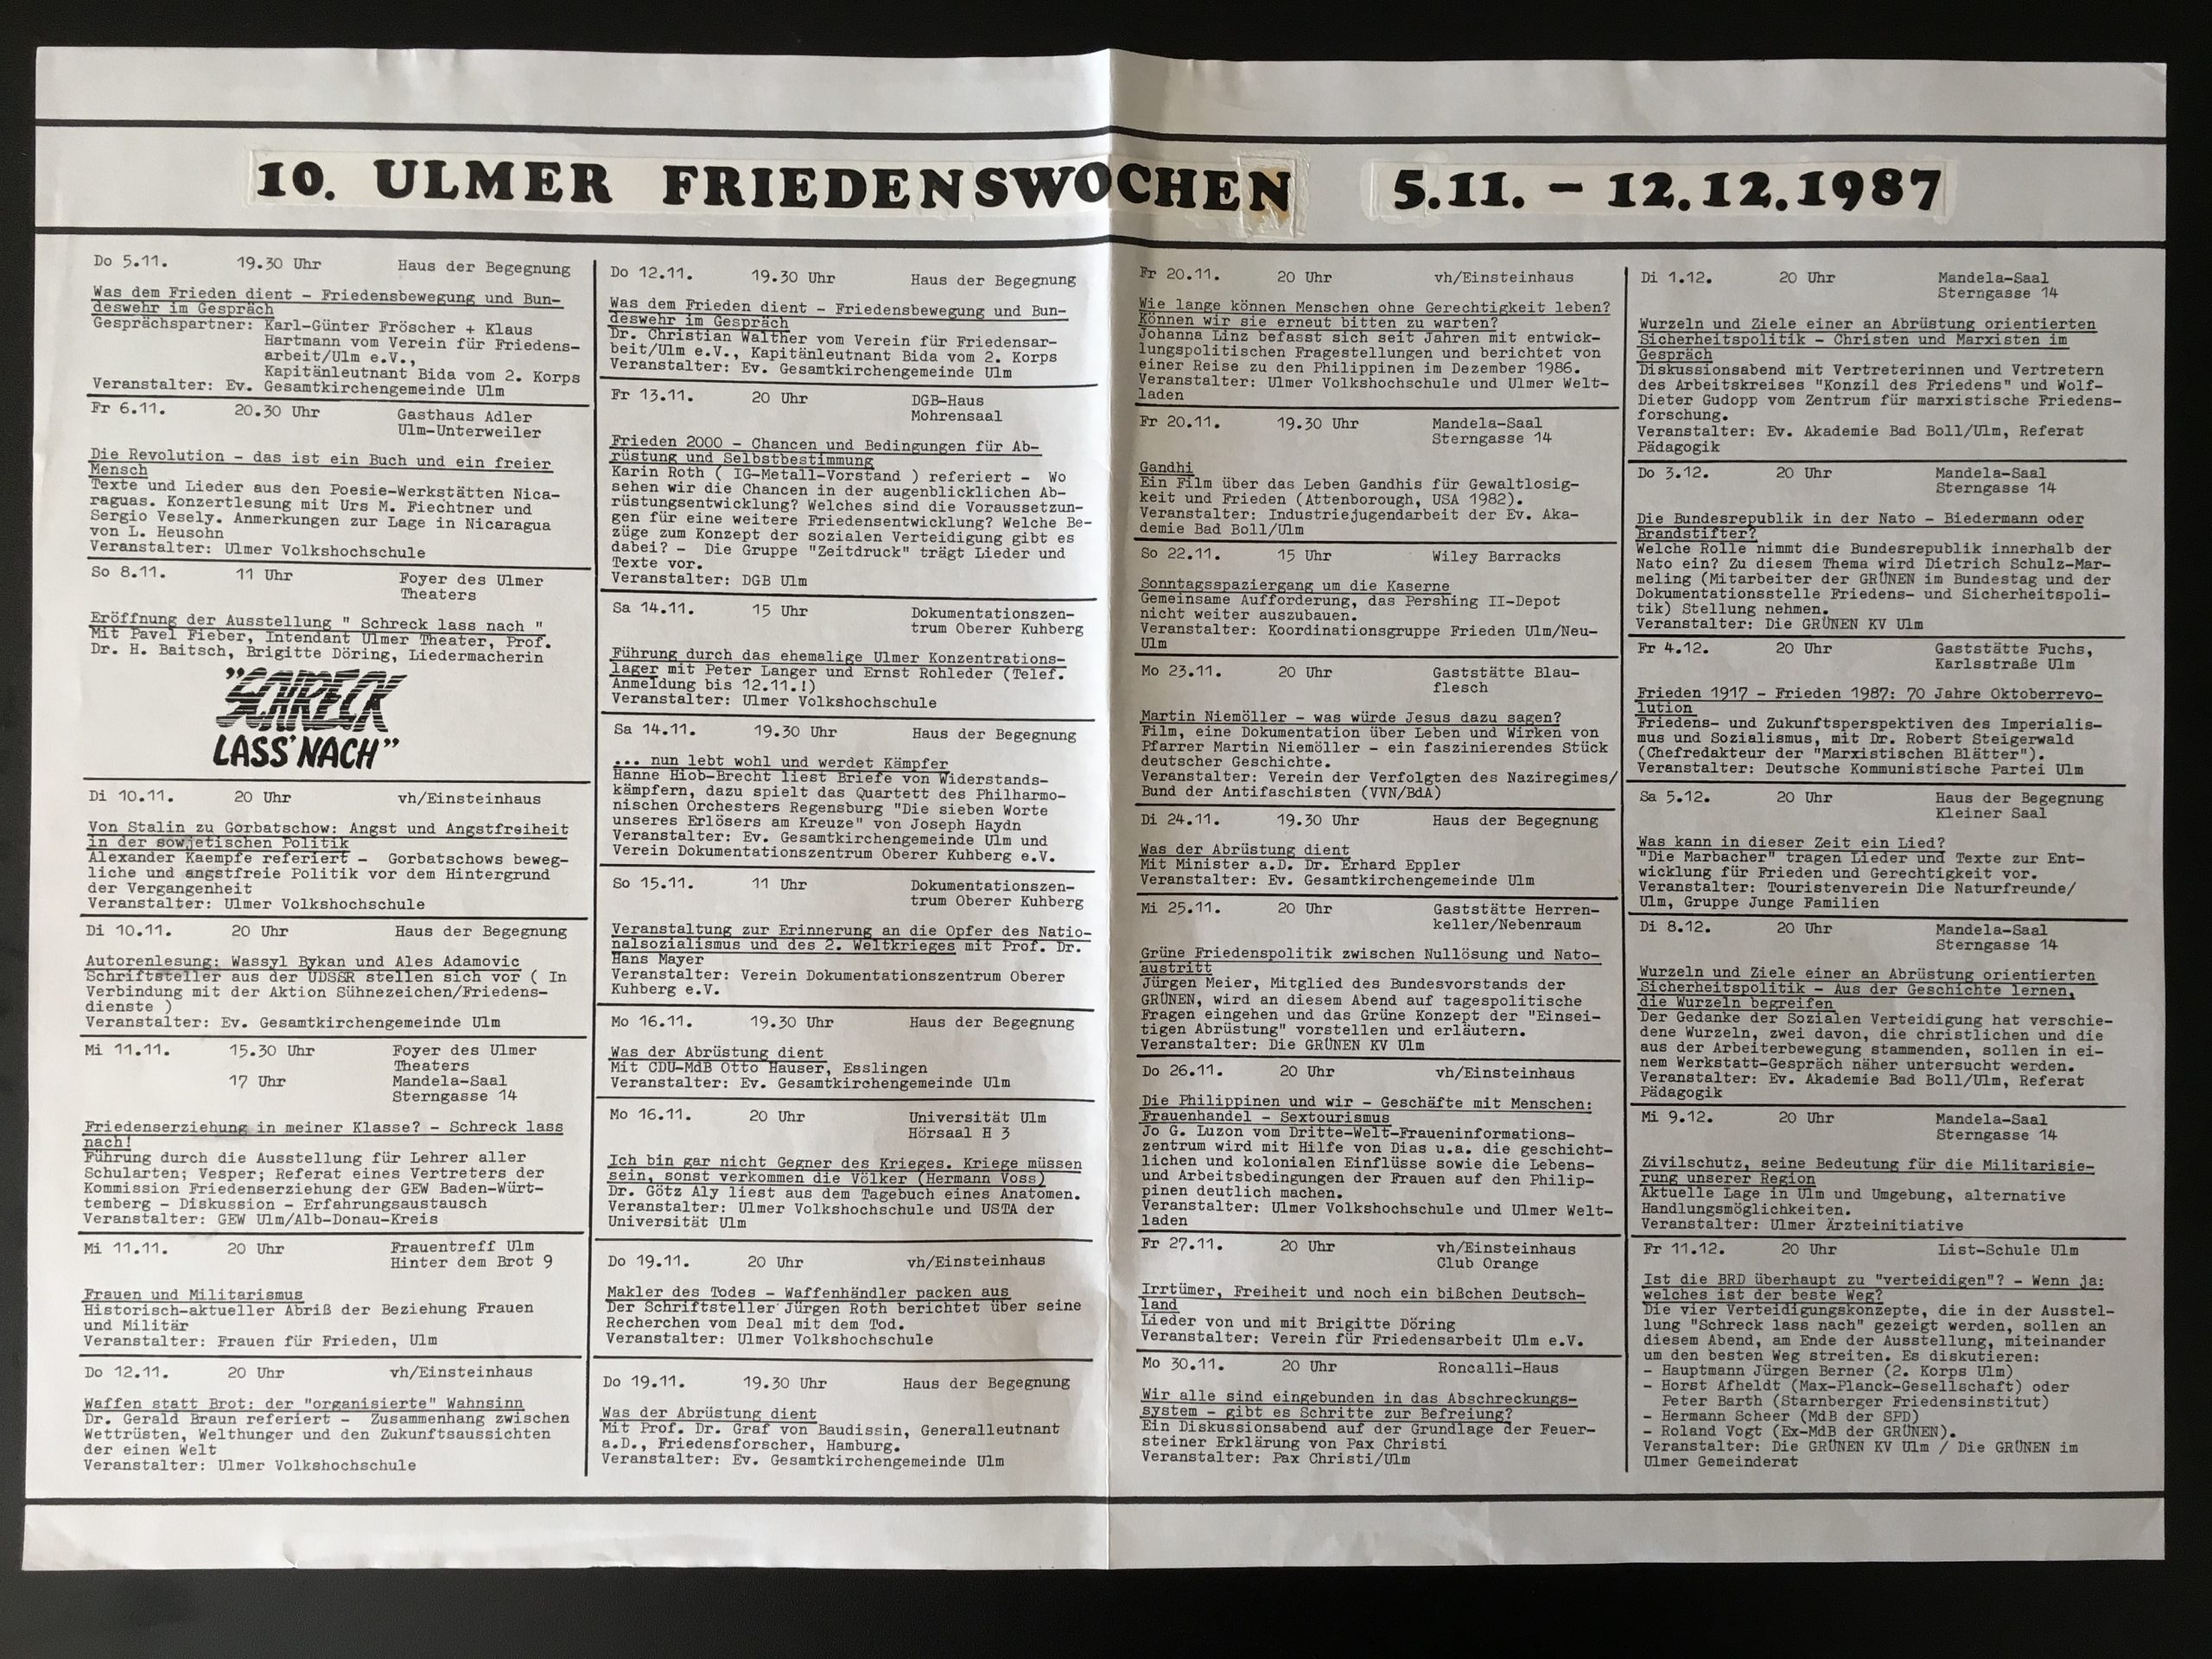 10. ULMER FRIEDENSWOCHEN 5.11. - 12.12.1987
Do 5.11. 19.30 Uhr Haus der Begegnung
Was dem Frieden dient - Friedensbewegung und Bun-
deswehr im Gespräch
Gesprächspartner: Karl-Günter Fröscher + Klaus
Hartmann vom Verein für Friedens-
arbeit/Ulm e.V.,
Kapitänleutnant Bida vom 2. Korps
Veranstalter: Ev. Gesamtkirchengemeinde Ulm
Fr 6.11. 20.30 Uhr Gasthaus Adler
Ulm-Unterweiler
Die Revolution - das ist ein Buch und ein freier
Mensch
Texte und Lieder aus den Poesie-Werkstätten Nica-
raguas. Konzertlesung mit Urs M. Fiechtner und
Sergio Vesely. Anmerkungen zur Lage in Nicaragua
von L. Heusohn
Veranstalter: Ulmer Volkshochschule
So 8.11. 11 Uhr Foyer des Ulmer
Theaters
Eröffnung der Ausstellung " Schreck lass nach "
Mit Pavel Fieber, Intendant Ulmer Theater, Prof.
Dr. H. Baitsch, Brigitte Döring, Liedermacherin
"SCHRECK
LASS' NACH"
Di 10.11. 20 Uhr vh/Einsteinhaus
Von Stalin zu Gorbatschow: Angst und Angstfreiheit
in der sowjetischen Politik
Alexander Kaempfe referiert - Gorbatschows beweg-
liche und angstfreie Politik vor dem Hintergrund
der Vergangenheit
Veranstalter: Ulmer Volkshochschule
Di 10.11. 20 Uhr Haus der Begegnung
Autorenlesung: Wassyl Bykan und Ales Adamovic
Schriftsteller aus der UDSSR stellen sich vor ( In
Verbindung mit der Aktion Sühnezeichen/Friedens-
dienste )
Veranstalter: Ev. Gesamtkirchengemeinde Ulm
Mi 11.11. 15.30 Uhr Foyer des Ulmer
Theaters
17 Uhr Mandela-Saal
Sterngasse 14
Friedenserziehung in meiner Klasse? - Schreck lass
nach!
Führung durch die Ausstellung für Lehrer aller
Schularten; Vesper; Referat eines Vertreters der
Kommission Friedenserziehung der GEW Baden-Würt-
temberg - Diskussion - Erfahrungsaustausch
Veranstalter: GEW Ulm/Alb-Donau-Kreis
Mi 11.11. 20 Uhr Frauentreff Ulm
Hinter dem Brot 9
Frauen und Militarismus
Historisch-aktueller Abriß der Beziehung Frauen
und Militär
Veranstalter: Frauen für Frieden, Ulm
Do 12.11. 20 Uhr vh/Einsteinhaus
Waffen statt Brot: der "organisierte" Wahnsinn
Dr. Gerald Braun referiert - Zusammenhang zwischen
Wettrüsten, Welthunger und den Zukunftsaussichten
der einen Welt
Veranstalter: Ulmer Volkshochschule
Do 12.11. 19.30 Uhr Haus der Begegnung
Was dem Frieden dient - Friedensbewegung und Bun-
deswehr im Gespräch
Dr. Christian Walther vom Verein für Friedensar-
beit/Ulm e.V., Kapitänleutnant Bida vom 2. Korps
Veranstalter: Ev. Gesamtkirchengemeinde Ulm
Fr 13.11. 20 Uhr DGB-Haus
Mohrensaal
Frieden 2000 - Chancen und Bedingungen für Ab-
rüstung und Selbstbestimmung
Karin Roth ( IG-Metall-Vorstand ) referiert - Wo
sehen wir die Chancen in der augenblicklichen Ab-
rüstungsentwicklung? Welches sind die Voraussetzun-
gen für eine weitere Friedensentwicklung? Welche Be-
züge zum Konzept der sozialen Verteidigung gibt es
dabei? - Die Gruppe "Zeitdruck" trägt Lieder und
Texte vor.
Veranstalter: DGB Ulm
Sa 14.11. 15 Uhr Dokumentationszen-
trum Oberer Kuhberg
Führung durch das ehemalige Ulmer Konzentrations-
lager mit Peter Langer und Ernst Rohleder (Telef.
Anmeldung bis 12.11.!)
Veranstalter: Ulmer Volkshochschule
Sa 14.11. 19.30 Uhr Haus der Begegnung
... nun lebt wohl und werdet Kämpfer
Hanne Hiob-Brecht liest Briefe von Widerstands-
kämpfern, dazu spielt das Quartett des Philharmo-
nischen Orchesters Regensburg "Die sieben Worte
unseres Erlösers am Kreuze" von Joseph Haydn
Veranstalter: Ev. Gesamtkirchengemeinde Ulm und
Verein Dokumentationszentrum Oberer Kuhberg e.V.
So 15.11. 11 Uhr Dokumentationszen-
trum Oberer Kuhberg
Veranstaltung zur Erinnerung an die Opfer des Natio-
nalsozialismus und des 2. Weltkrieges mit Prof. Dr.
Hans Mayer
Veranstalter: Verein Dokumentationszentrum Oberer
Kuhberg e.V.
Mo 16.11. 19.30 Uhr Haus der Begegnung
Was der Abrüstung dient
Mit CDU-MdB Otto Hauser, Esslingen
Veranstalter: Ev. Gesamtkirchengemeinde Ulm
Mo 16.11. 20 Uhr Universität Ulm
Hörsaal H 3
Ich bin gar nicht Gegner des Krieges. Kriege müssen
sein, sonst verkommen die Völker (Hermann Voss)
Dr. Götz Aly liest aus dem Tagebuch eines Anatomen.
Veranstalter: Ulmer Volkshochschule und USTA der
Universität Ulm
Do 19.11. 20 Uhr vh/Einsteinhaus
Makler des Todes - Waffenhändler packen aus
Der Schriftsteller Jürgen Roth berichtet über seine
Recherchen vom Deal mit dem Tod.
Veranstalter: Ulmer Volkshochschule
Do 19.11. 19.30 Uhr Haus der Begegnung
Was der Abrüstung dient
Mit Prof. Dr. Graf von Baudissin, Generalleutnant
a.D., Friedensforscher, Hamburg.
Veranstalter: Ev. Gesamtkirchengemeinde Ulm
Fr 20.11. 20 Uhr vh/Einsteinhaus
Wie lange können Menschen ohne Gerechtigkeit leben?
Können wir sie erneut bitten zu warten?
Johanna Linz befasst sich seit Jahren mit entwick-
lungspolitischen Fragestellungen und berichtet von
einer Reise zu den Philippinen im Dezember 1986.
Veranstalter: Ulmer Volkshochschule und Ulmer Welt-
laden
Fr 20.11. 19.30 Uhr Mandela-Saal
Sterngasse 14
Gandhi
Ein Film über das Leben Gandhis für Gewaltlosig-
keit und Frieden (Attenborough, USA 1982).
Veranstalter: Industriejugendarbeit der Ev. Aka-
demie Bad Boll/Ulm
So 22.11. 15 Uhr Wiley Barracks
Sonntagsspaziergang um die Kaserne
Gemeinsame Aufforderung, das Pershing II-Depot
nicht weiter auszubauen.
Veranstalter: Koordinationsgruppe Frieden Ulm/Neu-
Ulm
Mo 23.11. 20 Uhr Gaststätte Blau-
flesch
Martin Niemöller - was würde Jesus dazu sagen?
Film, eine Dokumentation über Leben und Wirken von
Pfarrer Martin Niemöller - ein faszinierendes Stück
deutscher Geschichte.
Veranstalter: Verein der Verfolgten des Naziregimes/
Bund der Antifaschisten (VVN/BdA)
Di 24.11. 19.30 Uhr Haus der Begegnung
Was der Abrüstung dient
Mit Minister a.D. Dr. Erhard Eppler
Veranstalter: Ev. Gesamtkirchengemeinde Ulm
Mi 25.11. 20 Uhr Gaststätte Herren-
keller/Nebenraum
Grüne Friedenspolitik zwischen Nullösung und Nato-
austritt
Jürgen Meier, Mitglied des Bundesvorstands der
GRÜNEN, wird an diesem Abend auf tagespolitische
Fragen eingehen und das Grüne Konzept der "Einsei-
tigen Abrüstung" vorstellen und erläutern.
Veranstalter: Die GRÜNEN KV Ulm
Do 26.11. 20 Uhr vh/Einsteinhaus
Die Philippinen und wir - Geschäfte mit Menschen:
Frauenhandel - Sextourismus
Jo G. Luzon vom Dritte-Welt-Fraueninformations-
zentrum wird mit Hilfe von Dias u.a. die geschicht-
lichen und kolonialen Einflüsse sowie die Lebens-
und Arbeitsbedingungen der Frauen auf den Philip-
pinen deutlich machen.
Veranstalter: Ulmer Volkshochschule und Ulmer Welt-
laden
Fr 27.11. 20 Uhr vh/Einsteinhaus
Club Orange
Irrtümer, Freiheit und noch ein bißchen Deutsch-
land
Lieder von und mit Brigitte Döring
Veranstalter: Verein für Friedensarbeit Ulm e.V.
Mo 30.11. 20 Uhr Roncalli-Haus
Wir alle sind eingebunden in das Abschreckungs-
system - gibt es Schritte zur Befreiung?
Ein Diskussionsabend auf der Grundlage der Feuer-
steiner Erklärung von Pax Christi
Veranstalter: Pax Christi/Ulm
Di 1.12. 20 Uhr Mandela-Saal
Sterngasse 14
Wurzeln und Ziele einer an Abrüstung orientierten
Sicherheitspolitik - Christen und Marxisten im
Gespräch
Diskussionsabend mit Vertreterinnen und Vertretern
des Arbeitskreises "Konzil des Friedens" und Wolf-
Dieter Gudopp vom Zentrum für marxistische Friedens-
forschung.
Veranstalter: Ev. Akademie Bad Boll/Ulm, Referat
Pädagogik
Do 3.12. 20 Uhr Mandela-Saal
Sterngasse 14
Die Bundesrepublik in der Nato - Biedermann oder
Brandstifter?
Welche Rolle nimmt die Bundesrepublik innerhalb der
Nato ein? Zu diesem Thema wird Dietrich Schulz-Mar-
meling (Mitarbeiter der GRÜNEN im Bundestag und der
Dokumentationsstelle Friedens- und Sicherheitspoli-
tik) Stellung nehmen.
Veranstalter: Die GRÜNEN KV Ulm
Fr 4.12. 20 Uhr Gaststätte Fuchs,
Karlsstraße Ulm
Frieden 1917 - Frieden 1987: 70 Jahre Oktoberrevo-
lution
Friedens- und Zukunftsperspektiven des Imperialis-
mus und Sozialismus, mit Dr. Robert Steigerwald
(Chefredakteur der "Marxistischen Blätter").
Veranstalter: Deutsche Kommunistische Partei Ulm
Sa 5.12. 20 Uhr Haus der Begegnung
Kleiner Saal
Was kann in dieser Zeit ein Lied?
"Die Marbacher" tragen Lieder und Texte zur Ent-
wicklung für Frieden und Gerechtigkeit vor.
Veranstalter: Touristenverein Die Naturfreunde/
Ulm, Gruppe Junge Familien
Di 8.12. 20 Uhr Mandela-Saal
Sterngasse 14
Wurzeln und Ziele einer an Abrüstung orientierten
Sicherheitspolitik - Aus der Geschichte lernen,
die Wurzeln begreifen
Der Gedanke der Sozialen Verteidigung hat verschie-
dene Wurzeln, zwei davon, die christlichen und die
aus der Arbeiterbewegung stammenden, sollen in ei-
nem Werkstatt-Gespräch näher untersucht werden.
Veranstalter: Ev. Akademie Bad Boll/Ulm, Referat
Pädagogik
Mi 9.12. 20 Uhr Mandela-Saal
Sterngasse 14
Zivilschutz, seine Bedeutung für die Militarisie-
rung unserer Region
Aktuelle Lage in Ulm und Umgebung, alternative
Handlungsmöglichkeiten.
Veranstalter: Ulmer Ärzteinitiative
Fr 11.12. 20 Uhr List-Schule Ulm
Ist die BRD überhaupt zu "verteidigen"? - Wenn ja:
welches ist der beste Weg?
Die vier Verteidigungskonzepte, die in der Ausstel-
lung "Schreck lass nach" gezeigt werden, sollen an
diesem Abend, am Ende der Ausstellung, miteinander
um den besten Weg streiten. Es diskutieren:
- Hauptmann Jürgen Berner (2. Korps Ulm)
- Horst Afheldt (Max-Planck-Gesellschaft) oder
Peter Barth (Starnberger Friedensinstitut)
- Hermann Scheer (MdB der SPD)
- Roland Vogt (Ex-MdB der GRÜNEN).
Veranstalter: Die GRÜNEN KV Ulm / Die GRÜNEN im
Ulmer Gemeinderat